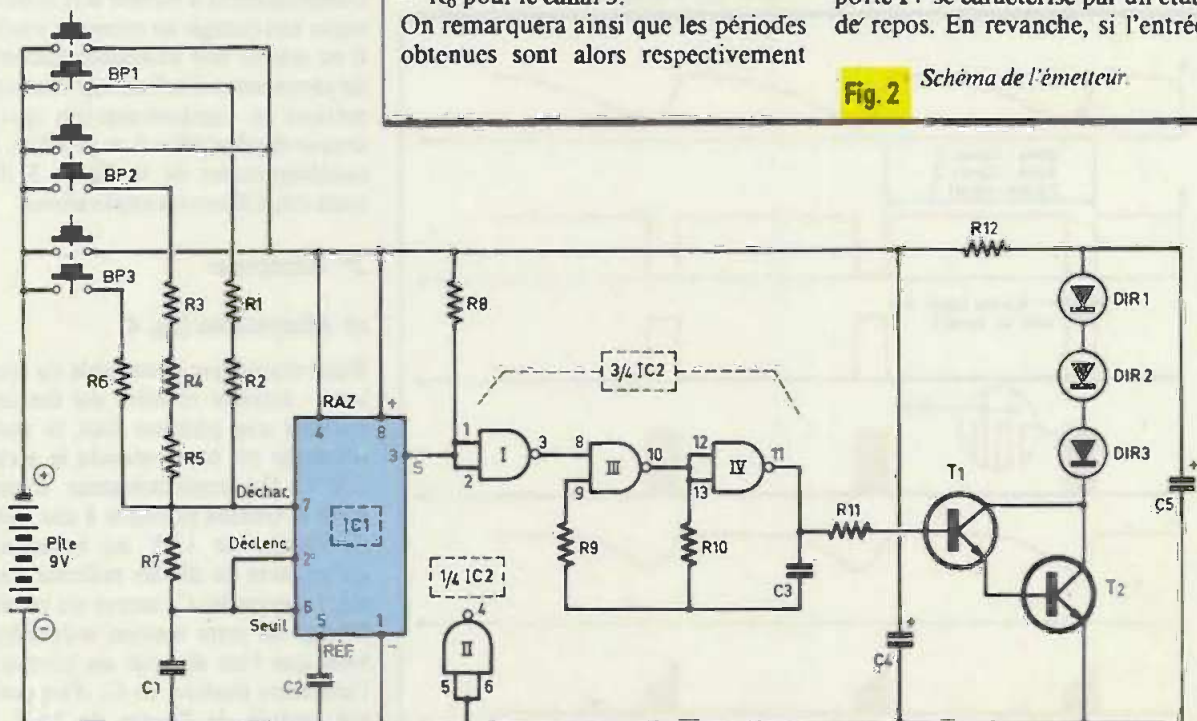 R6 pour le canal 3.
On remarquera ainsi que les périodes
obtenues sont alors respectivement
porte IV se caractérise par un état
de repos. En revanche, si l'entrée
Fig. 2 Schéma de l'émetteur.
BP1
BP2
BP3
R12
R3
R1
R8
DIR 1
3/4 IC2
R6
R4
R2
DIR 2
RAZ
+
4
8
1
2
I
3
8
9
III
10
12
13
IV
11
3
S
R5
DIR3
T1
Déchar.
7
IC1
R11
C5
+
Pile
9V
Déclenc.
2
R7
R9
R10
T2
1/4 IC2
C3
4
6
Seuil
5
1
-
II
RÉF.
5
6
+
C4
C1
C2